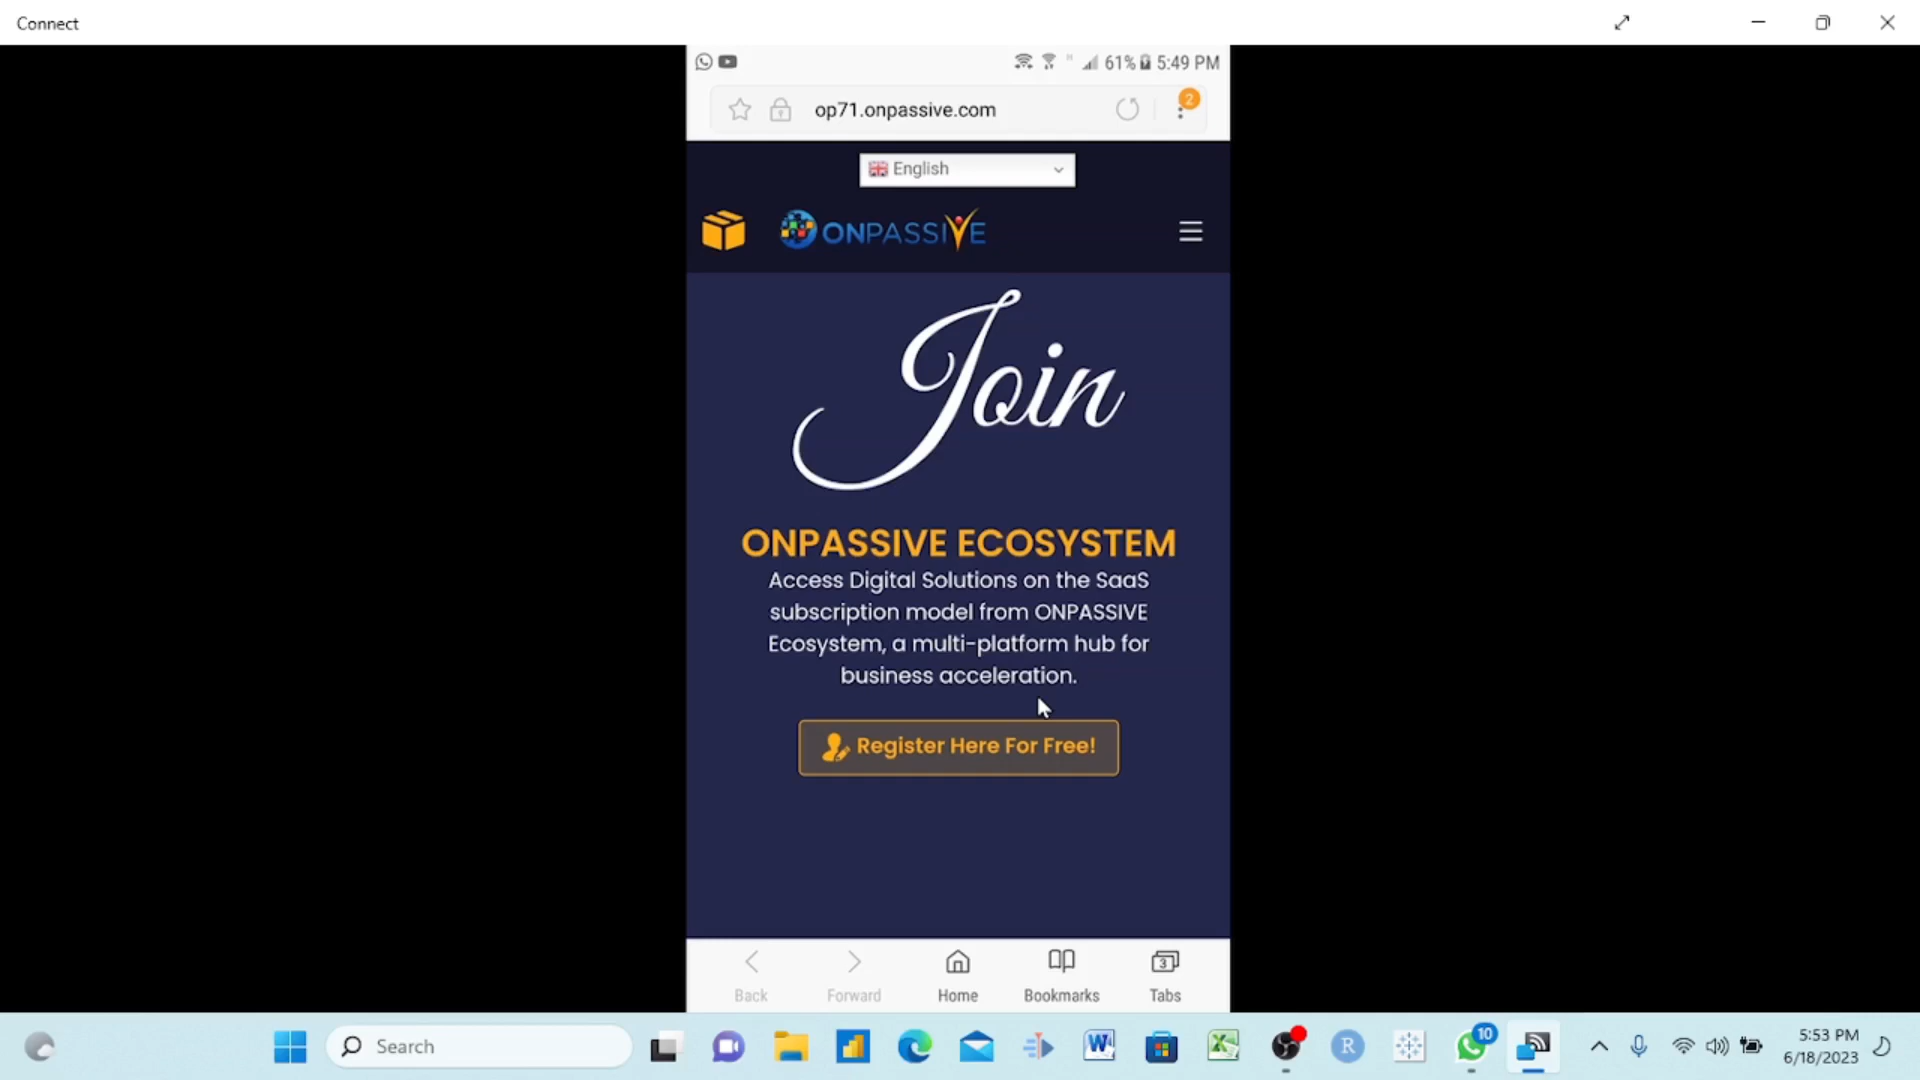 Connect
61% 5:49 PM
op71.onpassive.com
2
English
ONPASSIVE
Join
ONPASSIVE ECOSYSTEM
Access Digital Solutions on the SaaS
subscription model from ONPASSIVE
Ecosystem, a multi-platform hub for
business acceleration.
Register Here For Free!
3
Back Forward Home Bookmarks Tabs
Search
W
X
R
10
5:53 PM
6/18/2023